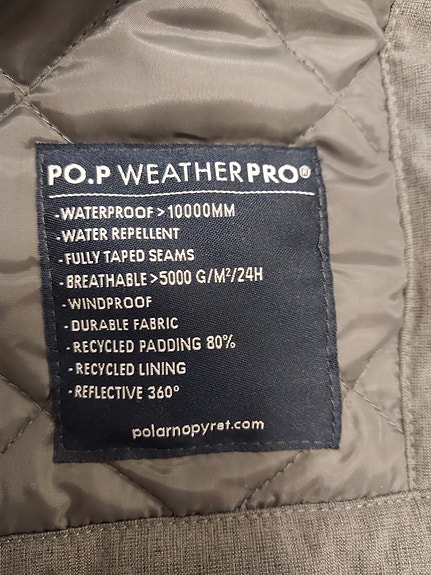 PO.P WEATHERPRO®
-WATERPROOF > 10000MM
-WATER REPELLENT
-FULLY TAPED SEAMS
-BREATHABLE >5000 G/M²/24H
-WINDPROOF
-DURABLE FABRIC
-RECYCLED PADDING 80%
-RECYCLED LINING
-REFLECTIVE 360°
polarnopyret.com